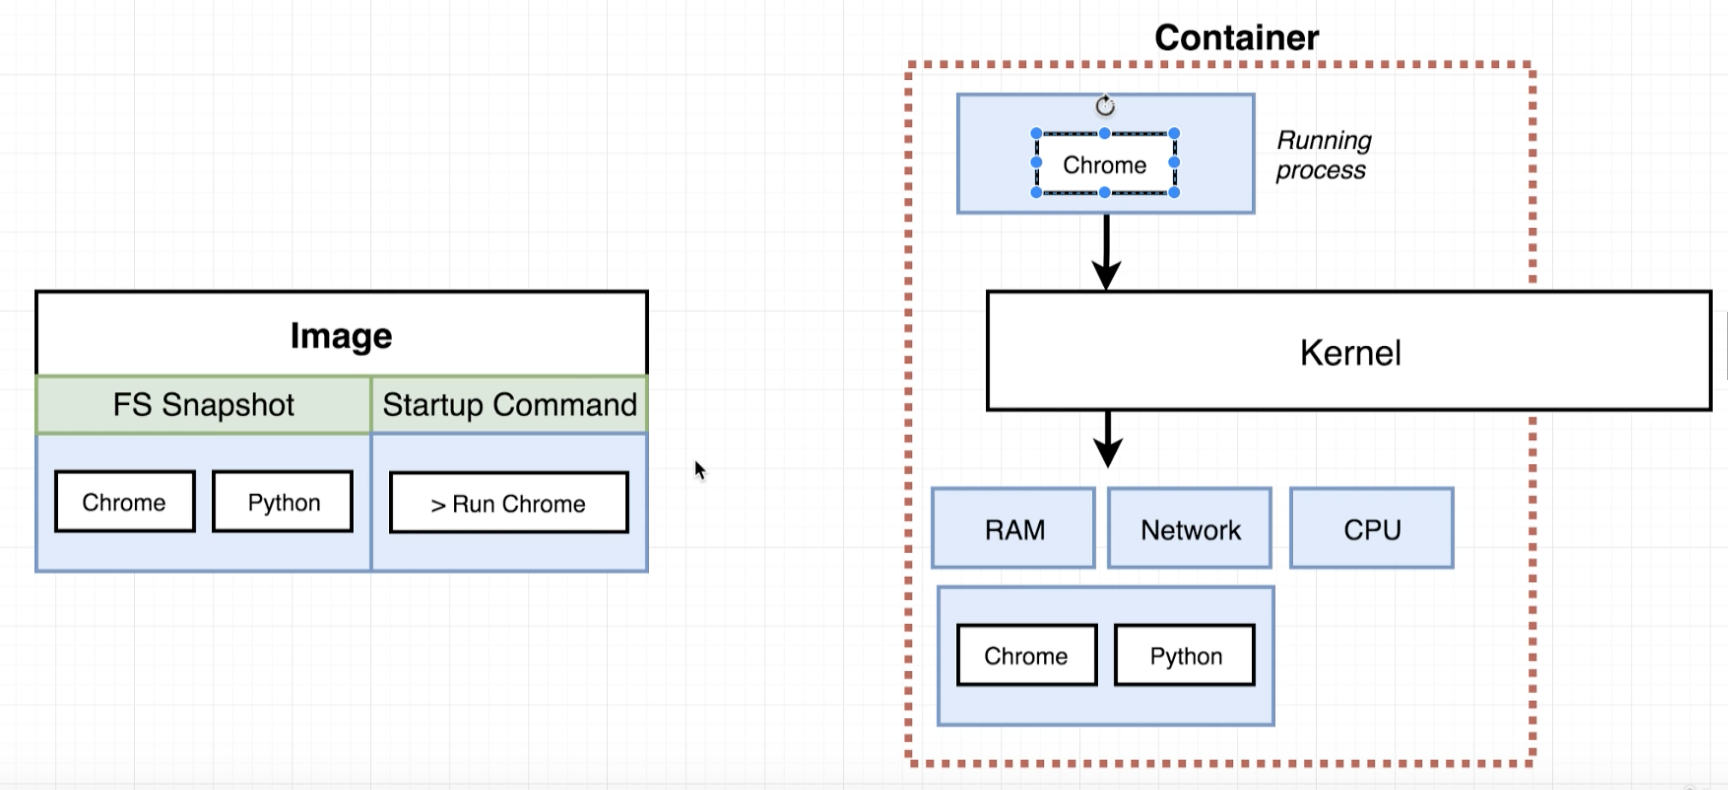 Container
Chrome
Running
process
Image
Kernel
FS Snapshot
Startup Command
Chrome
Python
> Run Chrome
RAM
Network
CPU
Chrome
Python